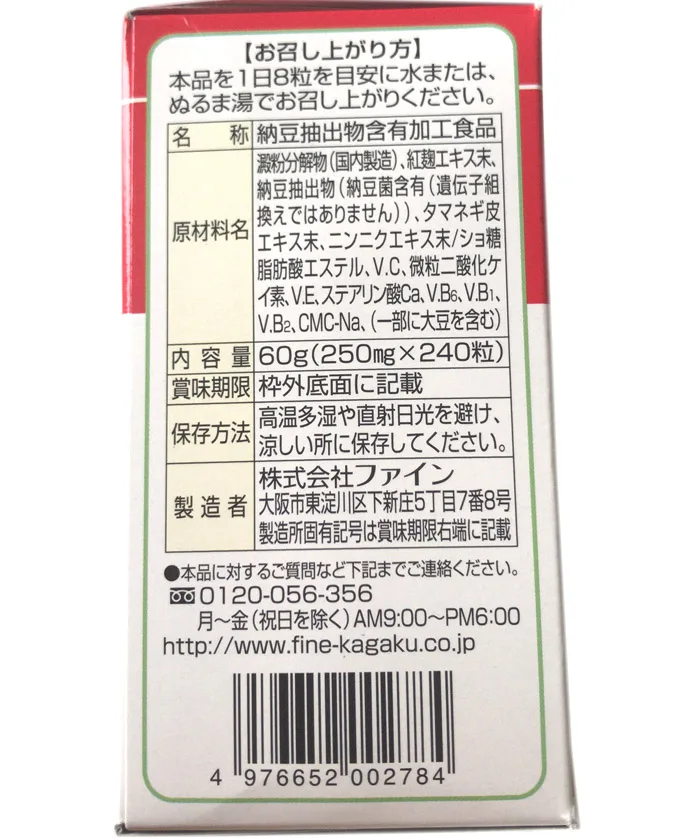 【お召し上がり方】
本品を1日8粒を目安に水または、
ぬるま湯でお召し上がりください。
名称 納豆抽出物含有加工食品
原材料名
澱粉分解物(国内製造)、紅麹エキス末、
納豆抽出物(納豆菌含有(遺伝子組
換えではありません))、タマネギ皮
エキス末、ニンニクエキス末/ショ糖
脂肪酸エステル、V.C、微粒二酸化ケ
イ素、V.E、ステアリン酸Ca、V.B₆、V.B₁、
V.B₂、CMC-Na、(一部に大豆を含む)
内容量 60g(250mg×240粒)
賞味期限 枠外底面に記載
保存方法
高温多湿や直射日光を避け、
涼しい所に保存してください。
製造者
株式会社ファイン
大阪市東淀川区下新庄5丁目7番8号
製造所固有記号は賞味期限右端に記載
●本品に対するご質問など下記までご連絡ください。
0120-056-356
月~金(祝日を除く)AM9:00~PM6:00
http://www.fine-kagaku.co.jp
4 976652 002784